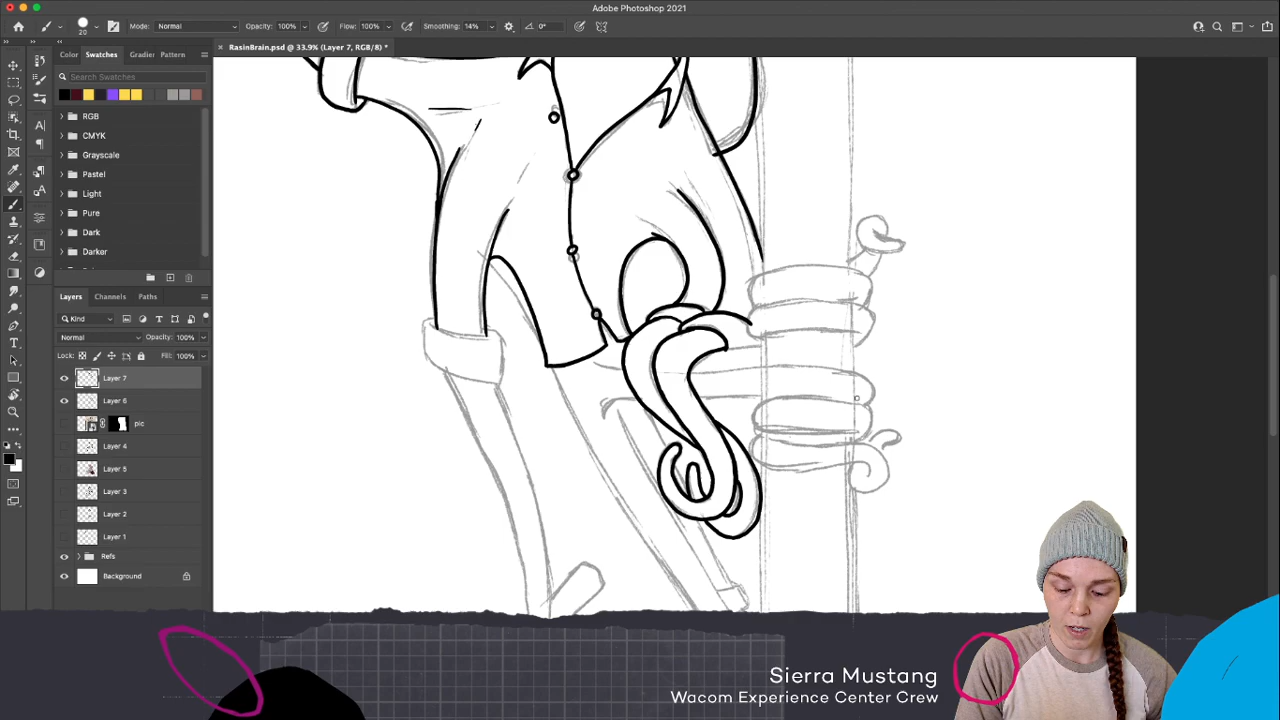 Adobe Photoshop 2021
20
Mode: Normal
Opacity: 100%
Flow: 100%
Smoothing: 14%
0°
RasinBrain.psd @ 33.9% (Layer 7, RGB/8) *
Color Swatches Gradier Pattern
Search Swatches
RGB
CMYK
Grayscale
Pastel
Light
Pure
Dark
Darker
Layers Channels Paths
Kind
Normal
Opacity: 100%
Lock:
Fill: 100%
Layer 7
Layer 6
pic
Layer 4
Layer 5
Layer 3
Layer 2
Layer 1
Refs
Background
Sierra Mustang
Wacom Experience Center Crew